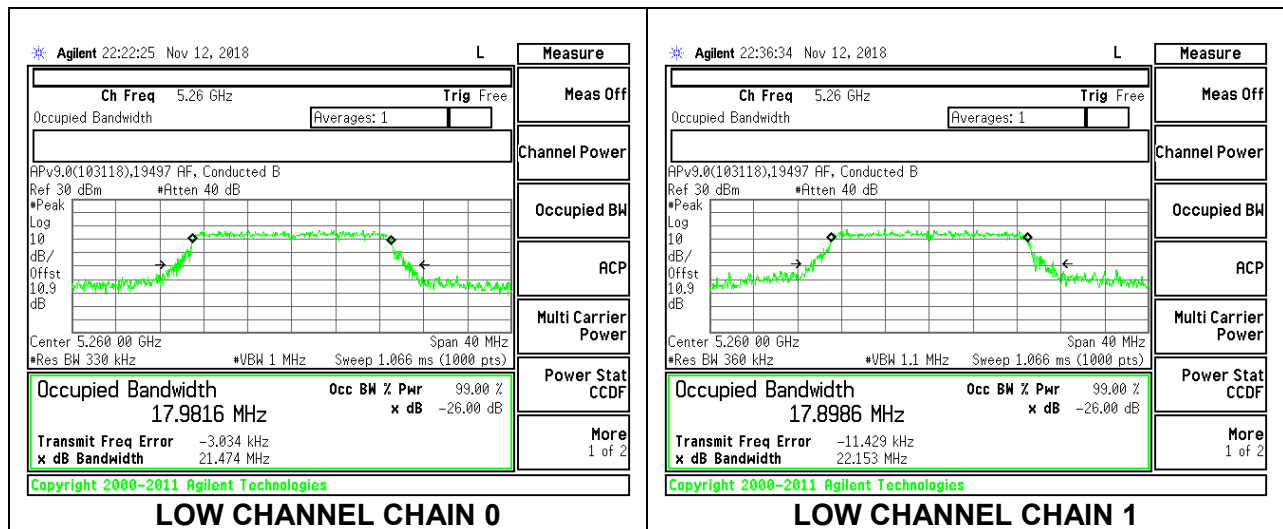 Agilent 22:22:25 Nov 12, 2018 L
Measure
Ch Freq 5.26 GHz Trig Free
Occupied Bandwidth Averages: 1
APv9.0(103118),19497 AF, Conducted B
Ref 30 dBm #Atten 40 dB
#Peak
Log
10
dB/
Offst
10.9
dB
Center 5.260 00 GHz Span 40 MHz
#Res BW 330 kHz #VBW 1 MHz Sweep 1.066 ms (1000 pts)
Occupied Bandwidth Occ BW % Pwr 99.00 %
17.9816 MHz x dB -26.00 dB
Transmit Freq Error -3.034 kHz
x dB Bandwidth 21.474 MHz
Copyright 2000-2011 Agilent Technologies
Meas Off
Channel Power
Occupied BW
ACP
Multi Carrier
Power
Power Stat
CCDF
More
1 of 2
LOW CHANNEL CHAIN 0
Agilent 22:36:34 Nov 12, 2018 L
Measure
Ch Freq 5.26 GHz Trig Free
Occupied Bandwidth Averages: 1
APv9.0(103118),19497 AF, Conducted B
Ref 30 dBm #Atten 40 dB
#Peak
Log
10
dB/
Offst
10.9
dB
Center 5.260 00 GHz Span 40 MHz
#Res BW 360 kHz #VBW 1.1 MHz Sweep 1.066 ms (1000 pts)
Occupied Bandwidth Occ BW % Pwr 99.00 %
17.8986 MHz x dB -26.00 dB
Transmit Freq Error -11.429 kHz
x dB Bandwidth 22.153 MHz
Copyright 2000-2011 Agilent Technologies
Meas Off
Channel Power
Occupied BW
ACP
Multi Carrier
Power
Power Stat
CCDF
More
1 of 2
LOW CHANNEL CHAIN 1